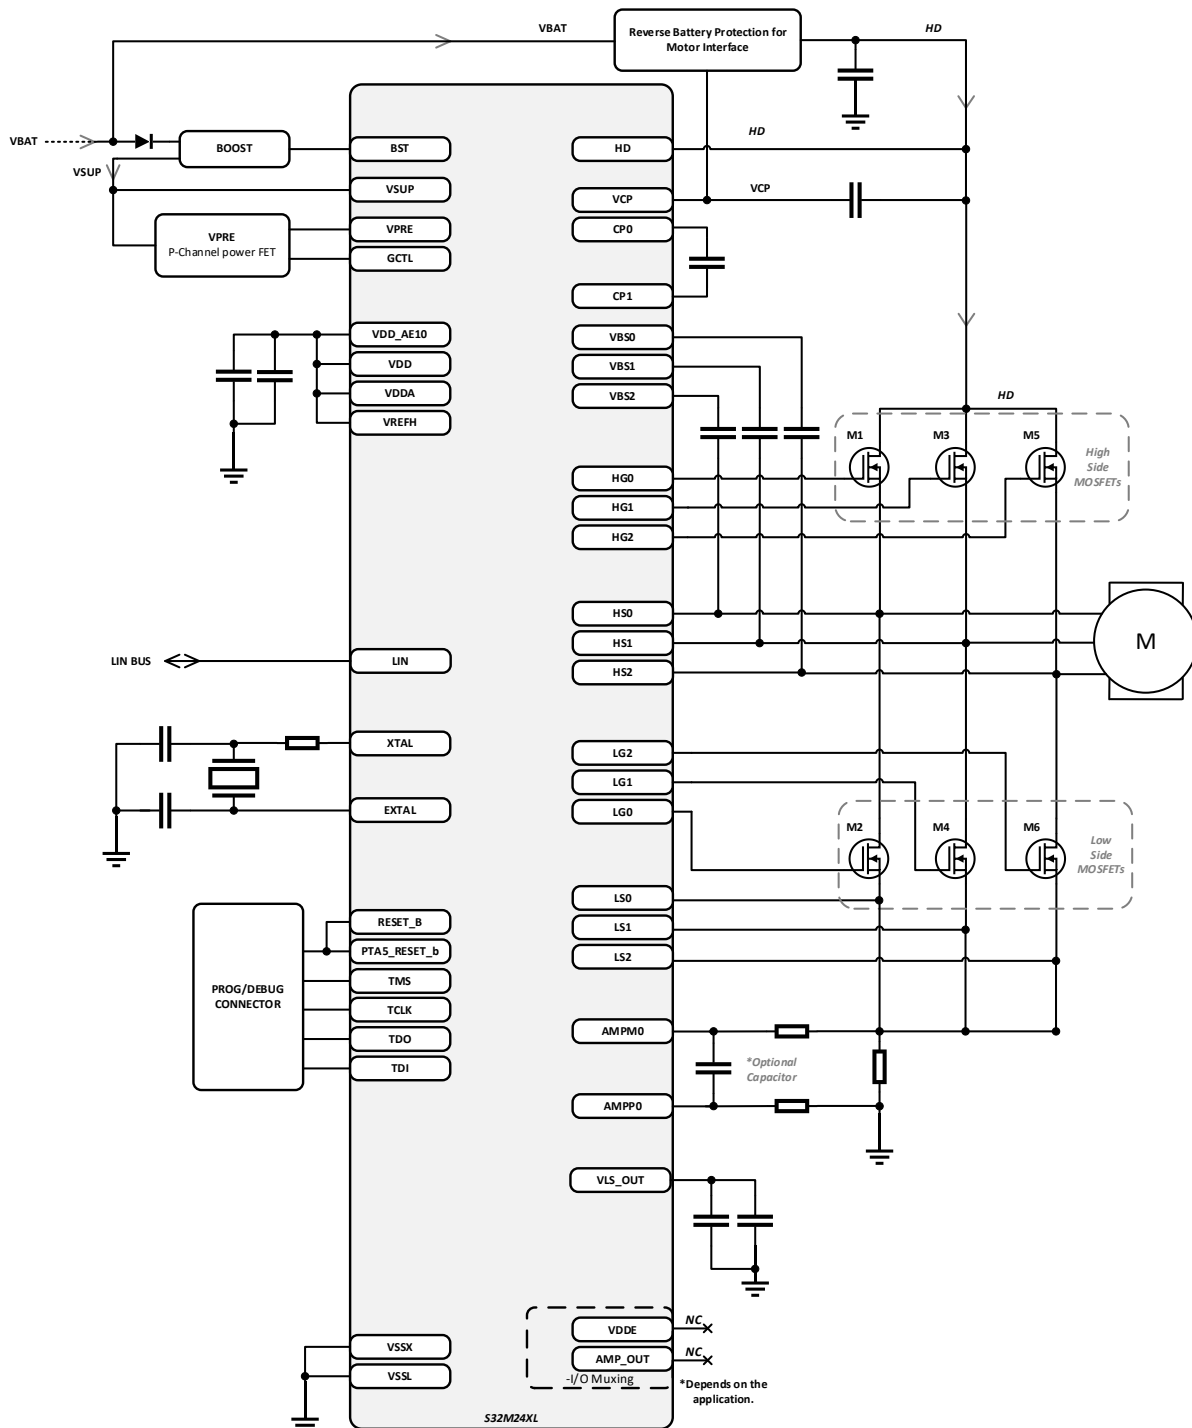 VBAT
Reverse Battery Protection for
Motor Interface
HD
VBAT
BOOST
BST
HD
HD
VSUP
VSUP
VCP
VCP
VPRE
P-Channel power FET
VPRE
CP0
GCTL
CP1
VDD_AE10
VBS0
VDD
VBS1
VDDA
VBS2
HD
VREFH
M1
M3
M5
High
Side
MOSFETs
HG0
HG1
HG2
HS0
HS1
M
LIN BUS
LIN
HS2
XTAL
LG2
LG1
EXTAL
LG0
M2
M4
M6
Low
Side
MOSFETs
LS0
RESET_B
LS1
PTA5_RESET_b
LS2
PROG/DEBUG
CONNECTOR
TMS
TCLK
TDO
TDI
AMPM0
*Optional
Capacitor
AMPP0
VLS_OUT
VDDE
NC
VSSX
AMP_OUT
NC
VSSL
-I/O Muxing
*Depends on the
application.
S32M24XL